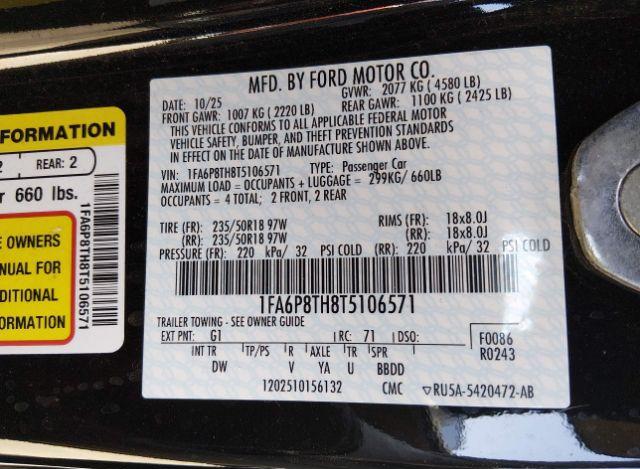 FORMATION
2 REAR: 2
r 660 lbs.
E OWNERS
NUAL FOR
DITIONAL
FORMATION
1FA6P8TH8T5106571
MFD. BY FORD MOTOR CO.
DATE: 10/25 GVWR: 2077 KG ( 4580 LB)
FRONT GAWR: 1007 KG ( 2220 LB) REAR GAWR: 1100 KG ( 2425 LB)
THIS VEHICLE CONFORMS TO ALL APPLICABLE FEDERAL MOTOR
VEHICLE SAFETY, BUMPER, AND THEFT PREVENTION STANDARDS
IN EFFECT ON THE DATE OF MANUFACTURE SHOWN ABOVE.
VIN: 1FA6P8TH8T5106571 TYPE: Passenger Car
MAXIMUM LOAD = OCCUPANTS + LUGGAGE = 299KG/ 660LB
OCCUPANTS = 4 TOTAL; 2 FRONT, 2 REAR
TIRE (FR): 235/50R18 97W RIMS (FR): 18x8.0J
(RR): 235/50R18 97W (RR): 18x8.0J
PRESSURE (FR): 220 kPa/ 32 PSI COLD (RR): 220 kPa/ 32 PSI COLD
1FA6P8TH8T5106571
TRAILER TOWING - SEE OWNER GUIDE
EXT PNT: G1 RC: 71 DSO: F0086
R0243
INT TR TP/PS R AXLE TR SPR
DW V YA U BBDD
1202510156132 CMC ▽RU5A-5420472-AB